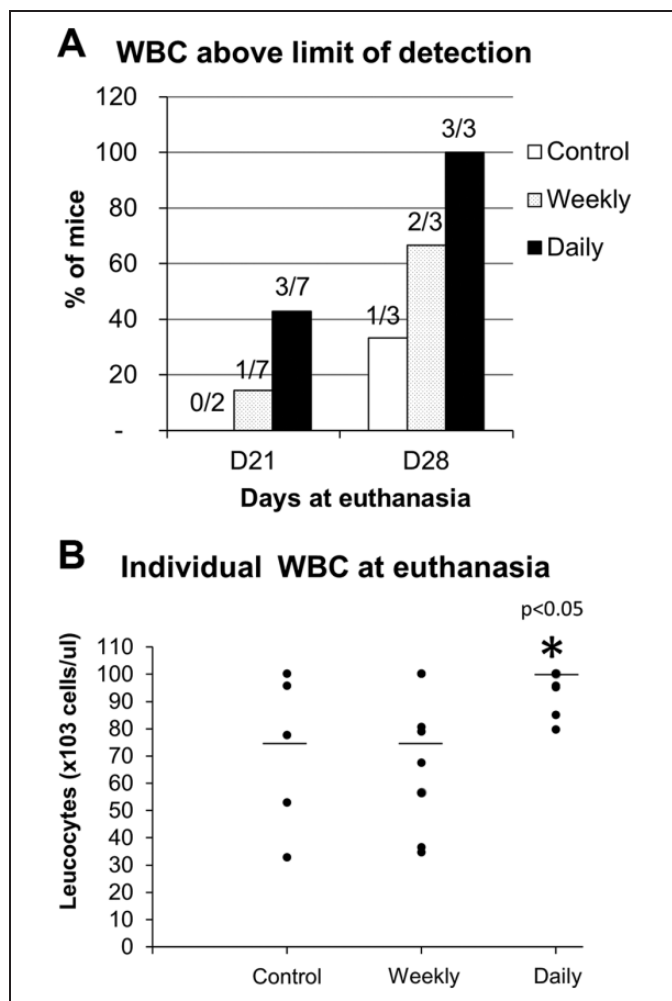 A WBC above limit of detection
120
100
80
60
40
20
-
% of mice
0/2
1/7
3/7
1/3
2/3
3/3
Control
Weekly
Daily
D21 D28
Days at euthanasia
B Individual WBC at euthanasia
p<0.05
*
Leucocytes (x103 cells/ul)
110
100
90
80
70
60
50
40
30
20
10
0
Control Weekly Daily